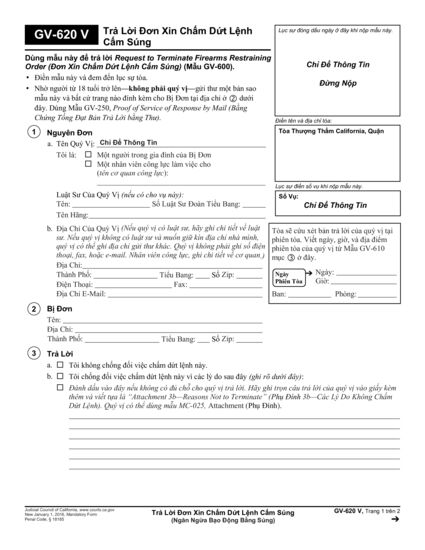 GV-620 V
Trả Lời Đơn Xin Chấm Dứt Lệnh
Cấm Súng
Lục sự đóng dấu ngày ở đây khi nộp mẫu này.
Chỉ Để Thông Tin
Đừng Nộp
Dùng mẫu này để trả lời Request to Terminate Firearms Restraining
Order (Đơn Xin Chấm Dứt Lệnh Cấm Súng) (Mẫu GV-600).
• Điền mẫu này và đem đến lục sự.
• Nhờ người từ 18 tuổi trở lên—không phải quý vị—gửi thư một bản sao
mẫu này và bất cứ trang nào đính kèm cho Bị Đơn tại địa chỉ ở ② dưới
đây. Dùng Mẫu GV-250, Proof of Service of Response by Mail (Bằng
Chứng Tống Đạt Bản Trả Lời bằng Thư).
Điền tên và địa chỉ tòa:
Tòa Thượng Thẩm California, Quận
Lục sự điền số vụ khi nộp mẫu này.
Số Vụ:
Chỉ Để Thông Tin
1 Nguyên Đơn
a. Tên Quý Vị: Chỉ Để Thông Tin
Tôi là: ☐ Một người trong gia đình của Bị Đơn
☐ Một nhân viên công lực làm việc cho
(tên cơ quan công lực):
Luật Sư Của Quý Vị (nếu có cho vụ này):
Tên: Số Luật Sư Đoàn Tiểu Bang:
Tên Hãng:
b. Địa Chỉ Của Quý Vị (Nếu quý vị có luật sư, hãy ghi chi tiết về luật
sư. Nếu quý vị không có luật sư và muốn giữ kín địa chỉ nhà mình,
quý vị có thể ghi địa chỉ gửi thư khác. Quý vị không phải ghi số điện
thoại, fax, hoặc e-mail. Nhân viên công lực, ghi chi tiết về cơ quan.)
Địa Chỉ:
Thành Phố: Tiểu Bang: Số Zip:
Điện Thoại: Fax:
Địa Chỉ E-Mail:
Tòa sẽ cứu xét bản trả lời của quý vị tại
phiên tòa. Viết ngày, giờ, và địa điểm
phiên tòa của quý vị từ Mẫu GV-610
mục ③ ở đây.
Ngày
Phiên Tòa
Ngày:
Giờ:
Ban: Phòng:
2 Bị Đơn
Tên:
Địa Chỉ:
Thành Phố: Tiểu Bang: Số Zip:
3 Trả Lời
a. ☐ Tôi không chống đối việc chấm dứt lệnh này.
b. ☐ Tôi chống đối việc chấm dứt lệnh này vì các lý do sau đây (ghi rõ dưới đây):
☐ Đánh dấu vào đây nếu không có đủ chỗ cho quý vị trả lời. Hãy ghi trọn câu trả lời của quý vị vào giấy kèm
thêm và viết tựa là “Attachment 3b—Reasons Not to Terminate” (Phụ Đính 3b—Các Lý Do Không Chấm
Dứt Lệnh). Quý vị có thể dùng mẫu MC-025, Attachment (Phụ Đính).
Judicial Council of California, www.courts.ca.gov
New January 1, 2016, Mandatory Form
Penal Code, § 18185
Trả Lời Đơn Xin Chấm Dứt Lệnh Cấm Súng
(Ngăn Ngừa Bạo Động Bằng Súng)
GV-620 V, Trang 1 trên 2